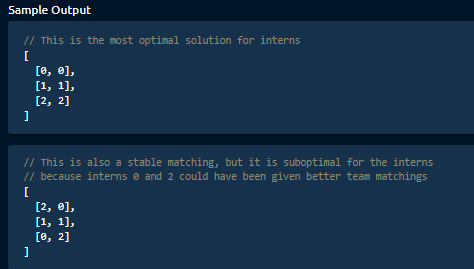 Sample Output
// This is the most optimal solution for interns
[
[0, 0],
[1, 1],
[2, 2]
]
// This is also a stable matching, but it is suboptimal for the interns
// because interns 0 and 2 could have been given better team matchings
[
[2, 0],
[1, 1],
[0, 2]
]